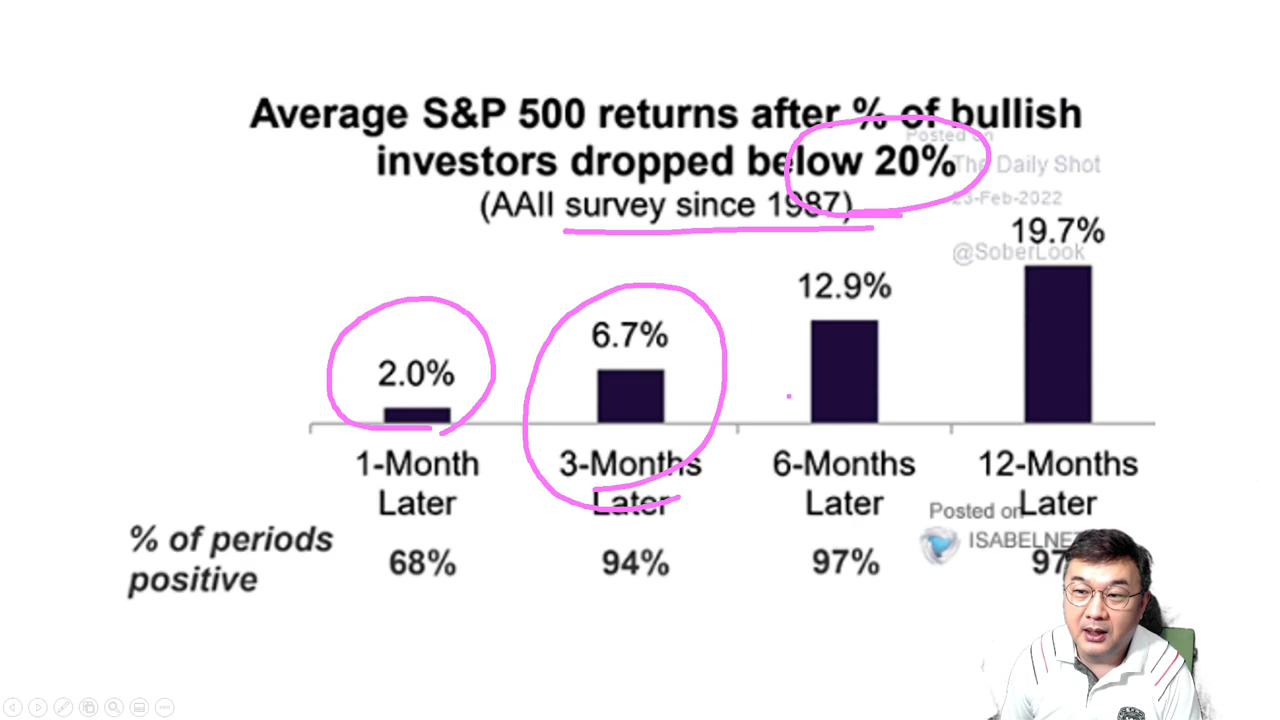 Average S&P 500 returns after % of bullish
investors dropped below 20%
(AAII survey since 1987)
Posted on
The Daily Shot
23-Feb-2022
@SoberLook
2.0%
6.7%
12.9%
19.7%
1-Month
Later
3-Months
Later
6-Months
Later
12-Months
Later
Posted on
% of periods
positive
68%
94%
97%